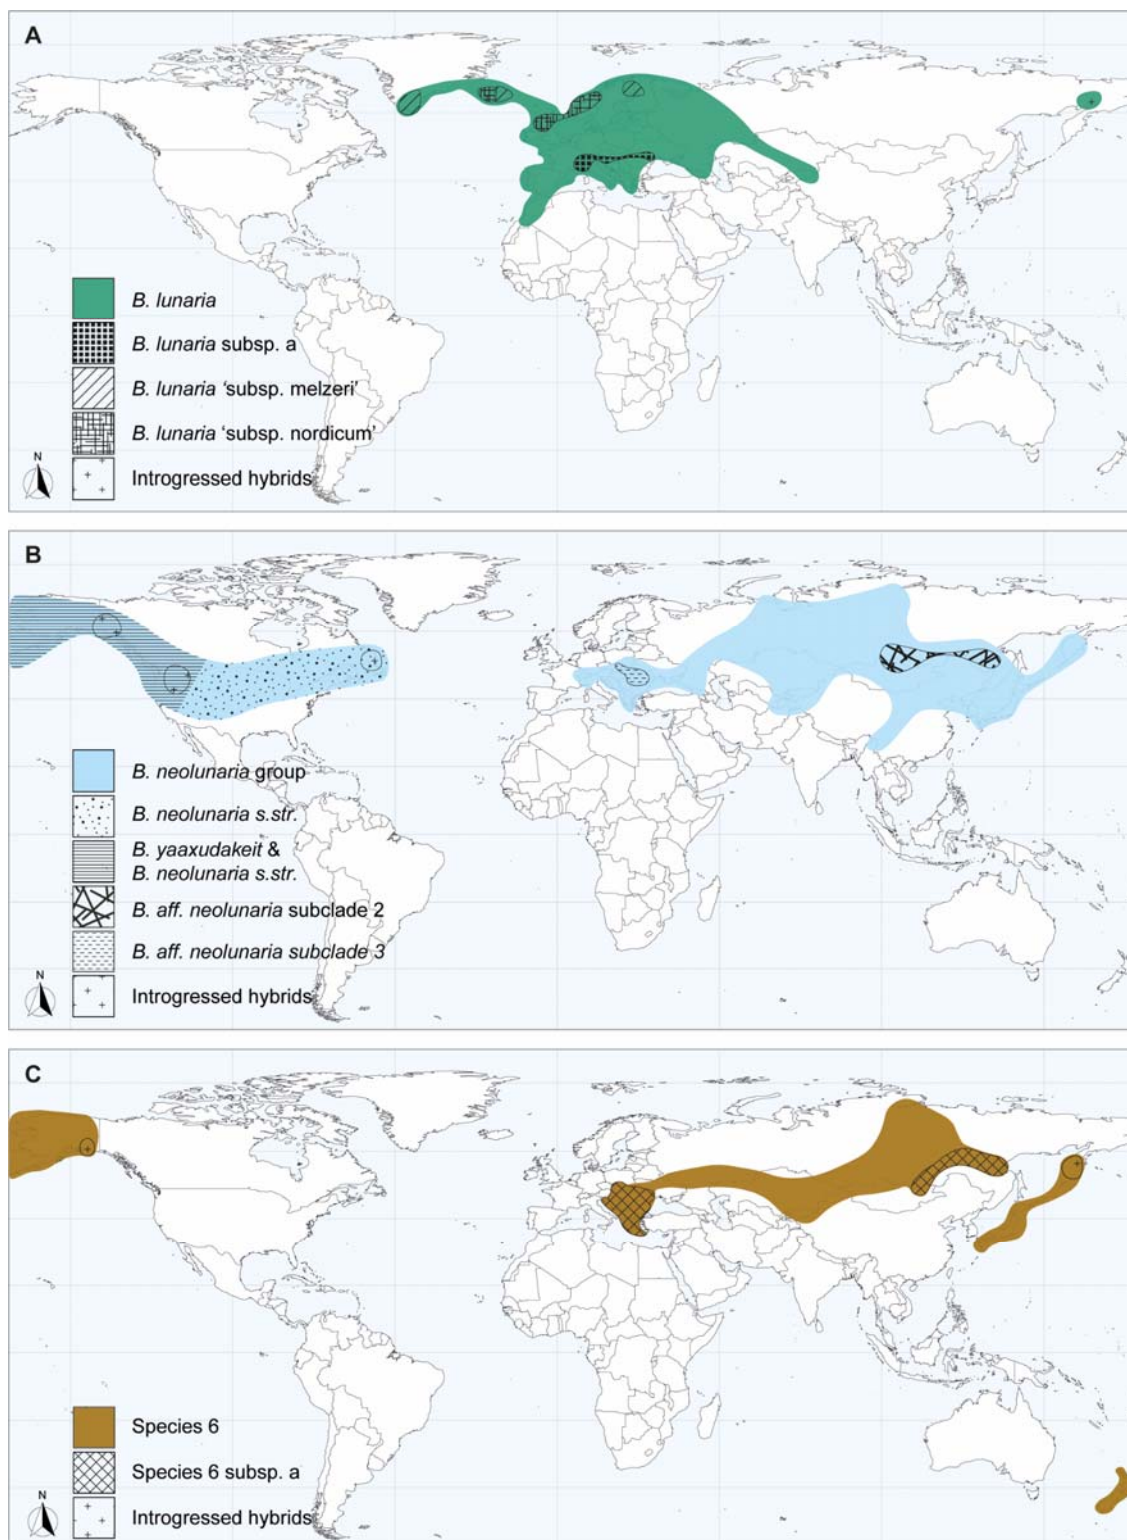 A
B. lunaria
B. lunaria subsp. a
B. lunaria 'subsp. melzeri'
B. lunaria 'subsp. nordicum'
N
Introgressed hybrids
B
B. neolunaria group
B. neolunaria s.str.
B. yaaxudakeit &
B. neolunaria s.str.
B. aff. neolunaria subclade 2
B. aff. neolunaria subclade 3
N
Introgressed hybrids
C
Species 6
Species 6 subsp. a
N
Introgressed hybrids